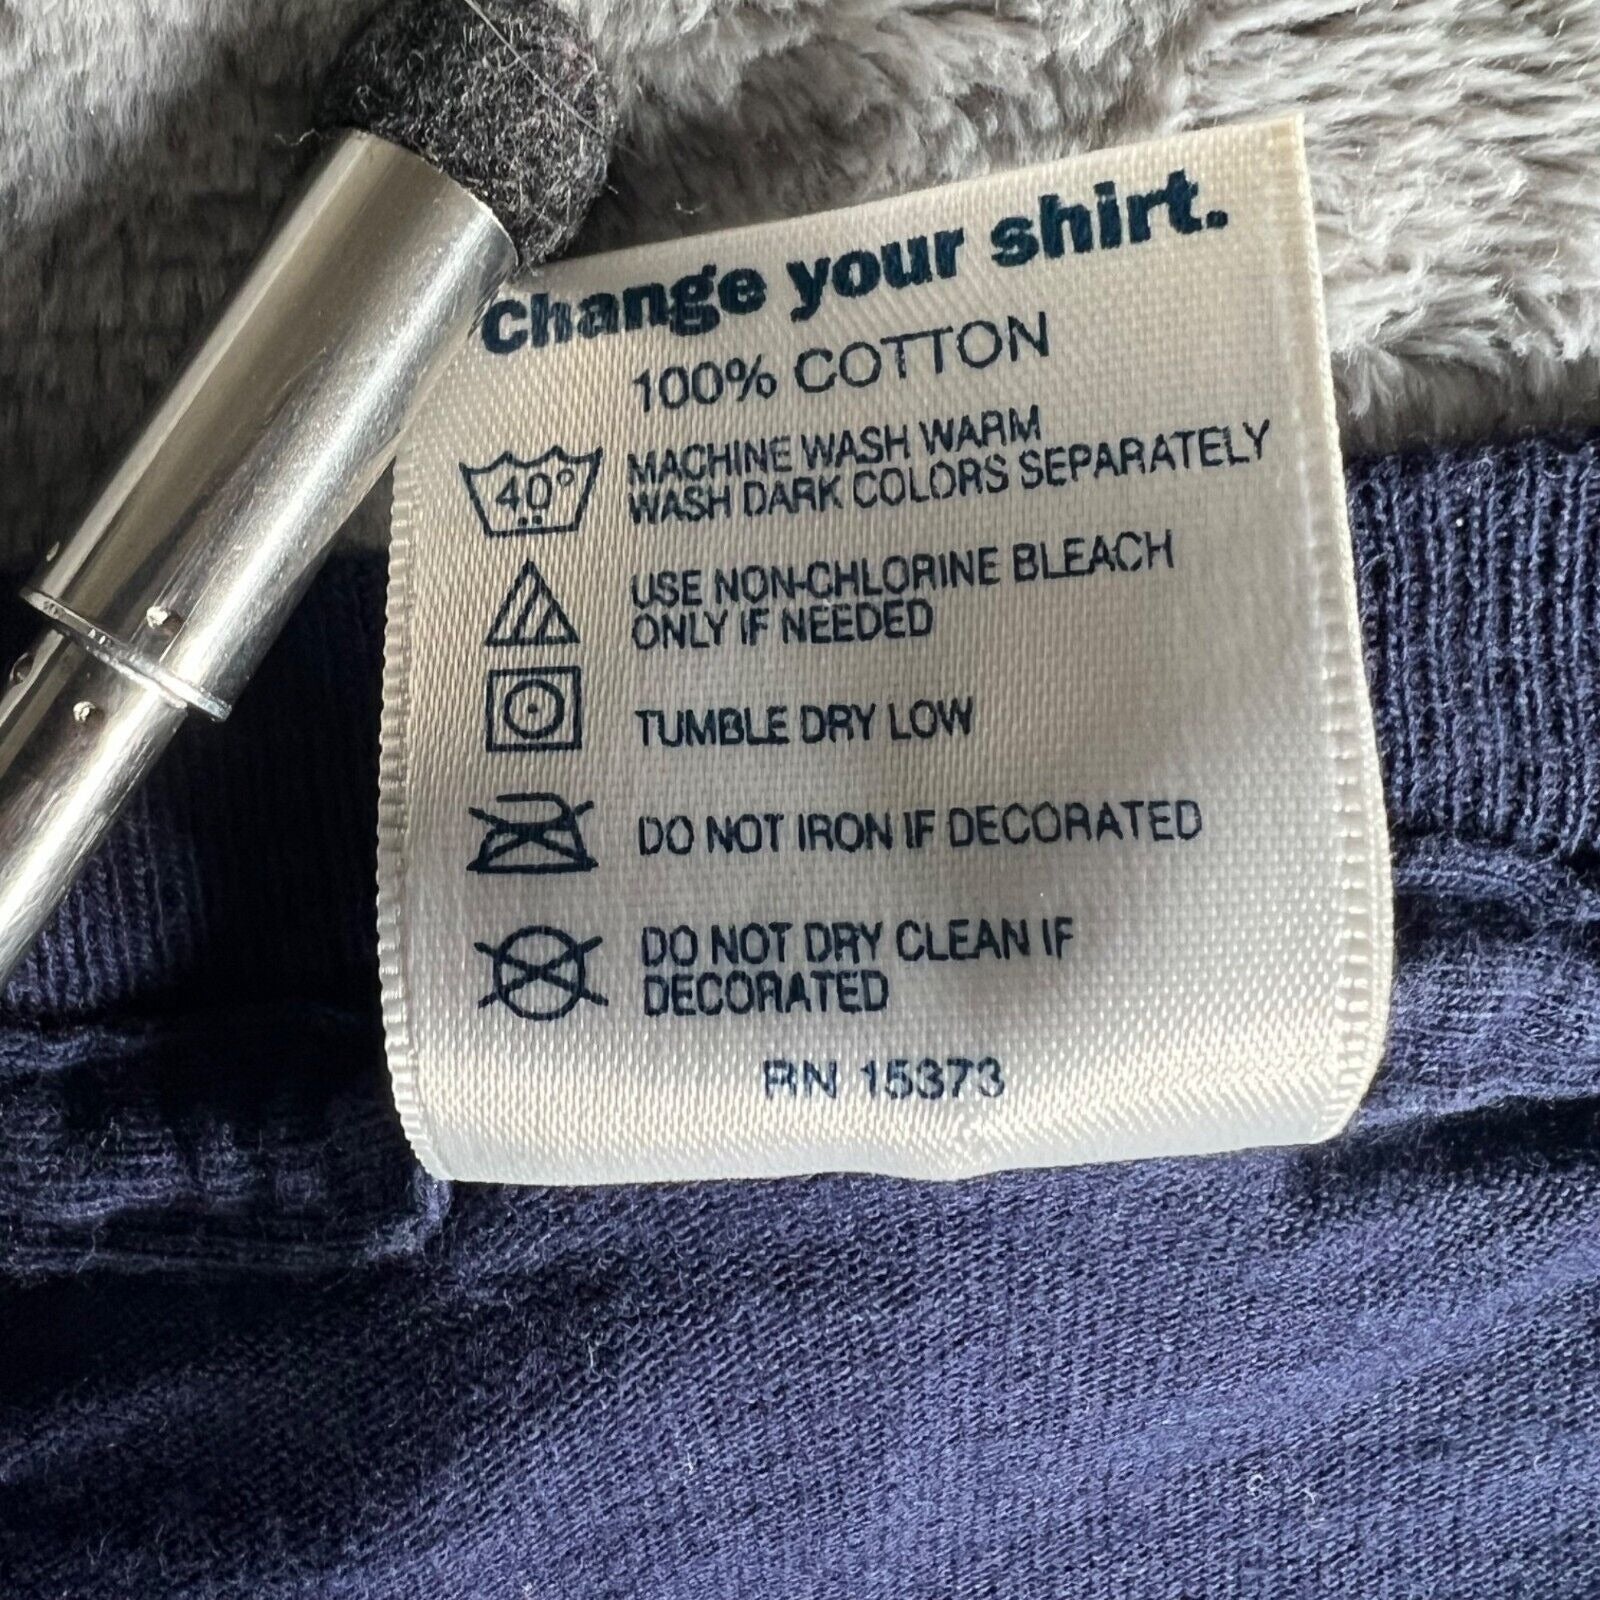 Change your shirt.
100% COTTON
40°
MACHINE WASH WARM
WASH DARK COLORS SEPARATELY
USE NON-CHLORINE BLEACH
ONLY IF NEEDED
TUMBLE DRY LOW
DO NOT IRON IF DECORATED
DO NOT DRY CLEAN IF
DECORATED
RN 15373